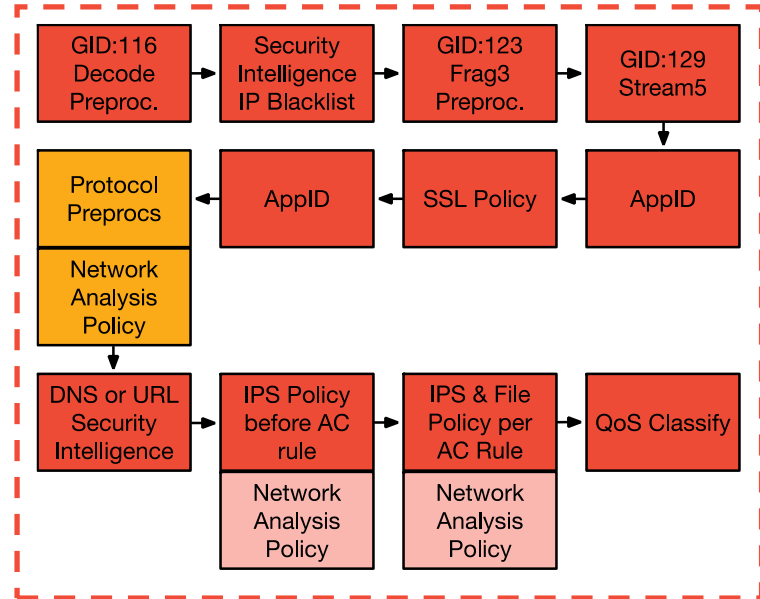 GID:116
Decode
Preproc.
Security
Intelligence
IP Blacklist
GID:123
Frag3
Preproc.
GID:129
Stream5
Protocol
Preprocs
AppID
SSL Policy
AppID
Network
Analysis
Policy
DNS or URL
Security
Intelligence
IPS Policy
before AC
rule
IPS & File
Policy per
AC Rule
QoS Classify
Network
Analysis
Policy
Network
Analysis
Policy